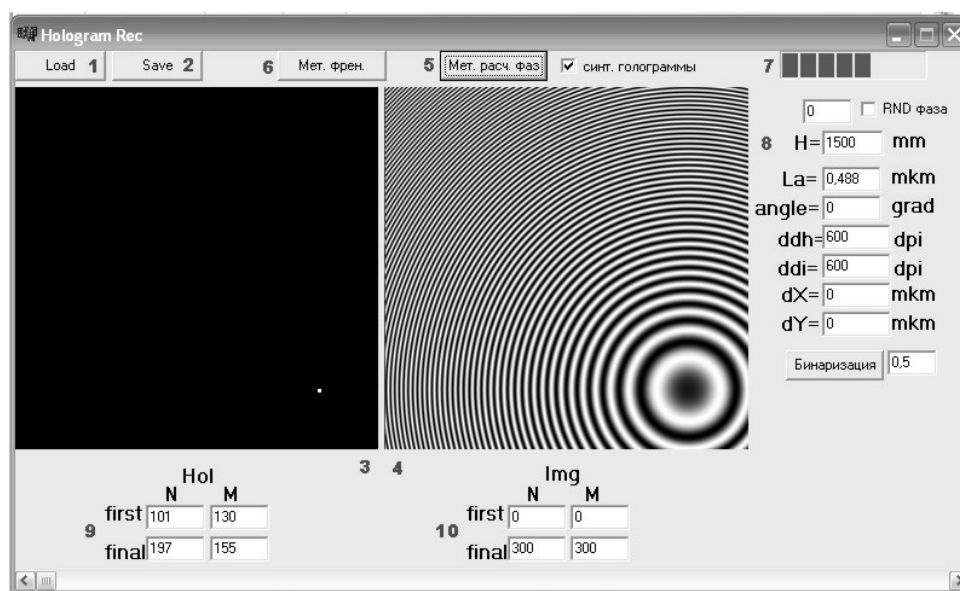 Hologram Rec
Load 1 Save 2 6 Мет. френ. 5 Мет. расч. фаз синт. голограммы 7
0 RND фаза
8 H= 1500 mm
La= 0,488 mkm
angle= 0 grad
ddh= 600 dpi
ddi= 600 dpi
dX= 0 mkm
dY= 0 mkm
Бинаризация 0,5
3 4
Hol Img
N M N M
first 101 130 first 0 0
9 10
final 197 155 final 300 300